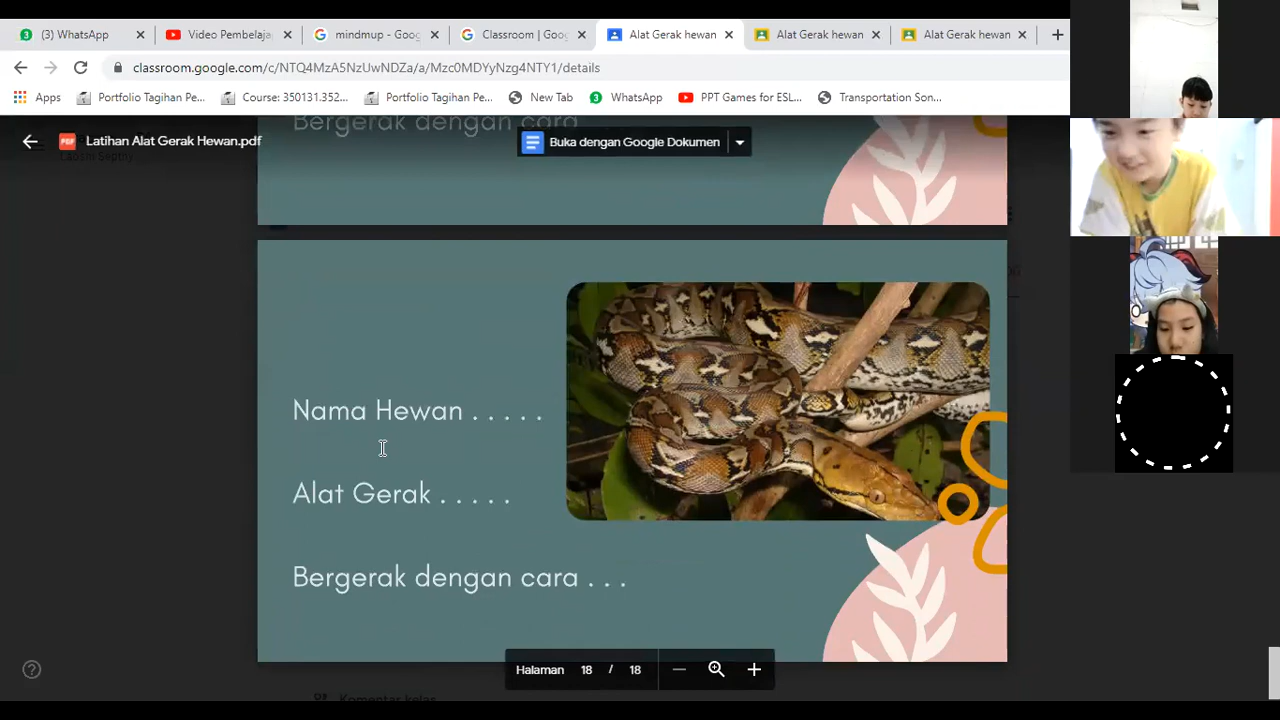 (3) WhatsApp
Video Pembelaja
mindmup - Goog
Classroom | Goo
Alat Gerak hewan
Alat Gerak hewan
Alat Gerak hewan
classroom.google.com/c/NTQ4MzA5NzUwNDZa/a/Mzc0MDYyNzg4NTY1/details
Apps
Portfolio Tagihan Pe...
Course: 350131.352...
Portfolio Tagihan Pe...
New Tab
WhatsApp
PPT Games for ESL...
Transportation Son...
Bergerak dengan cara
Latihan Alat Gerak Hewan.pdf
Buka dengan Google Dokumen
Nama Hewan . . . . .
Alat Gerak . . . . .
Bergerak dengan cara . . .
Halaman 18 / 18
Komentar kelas